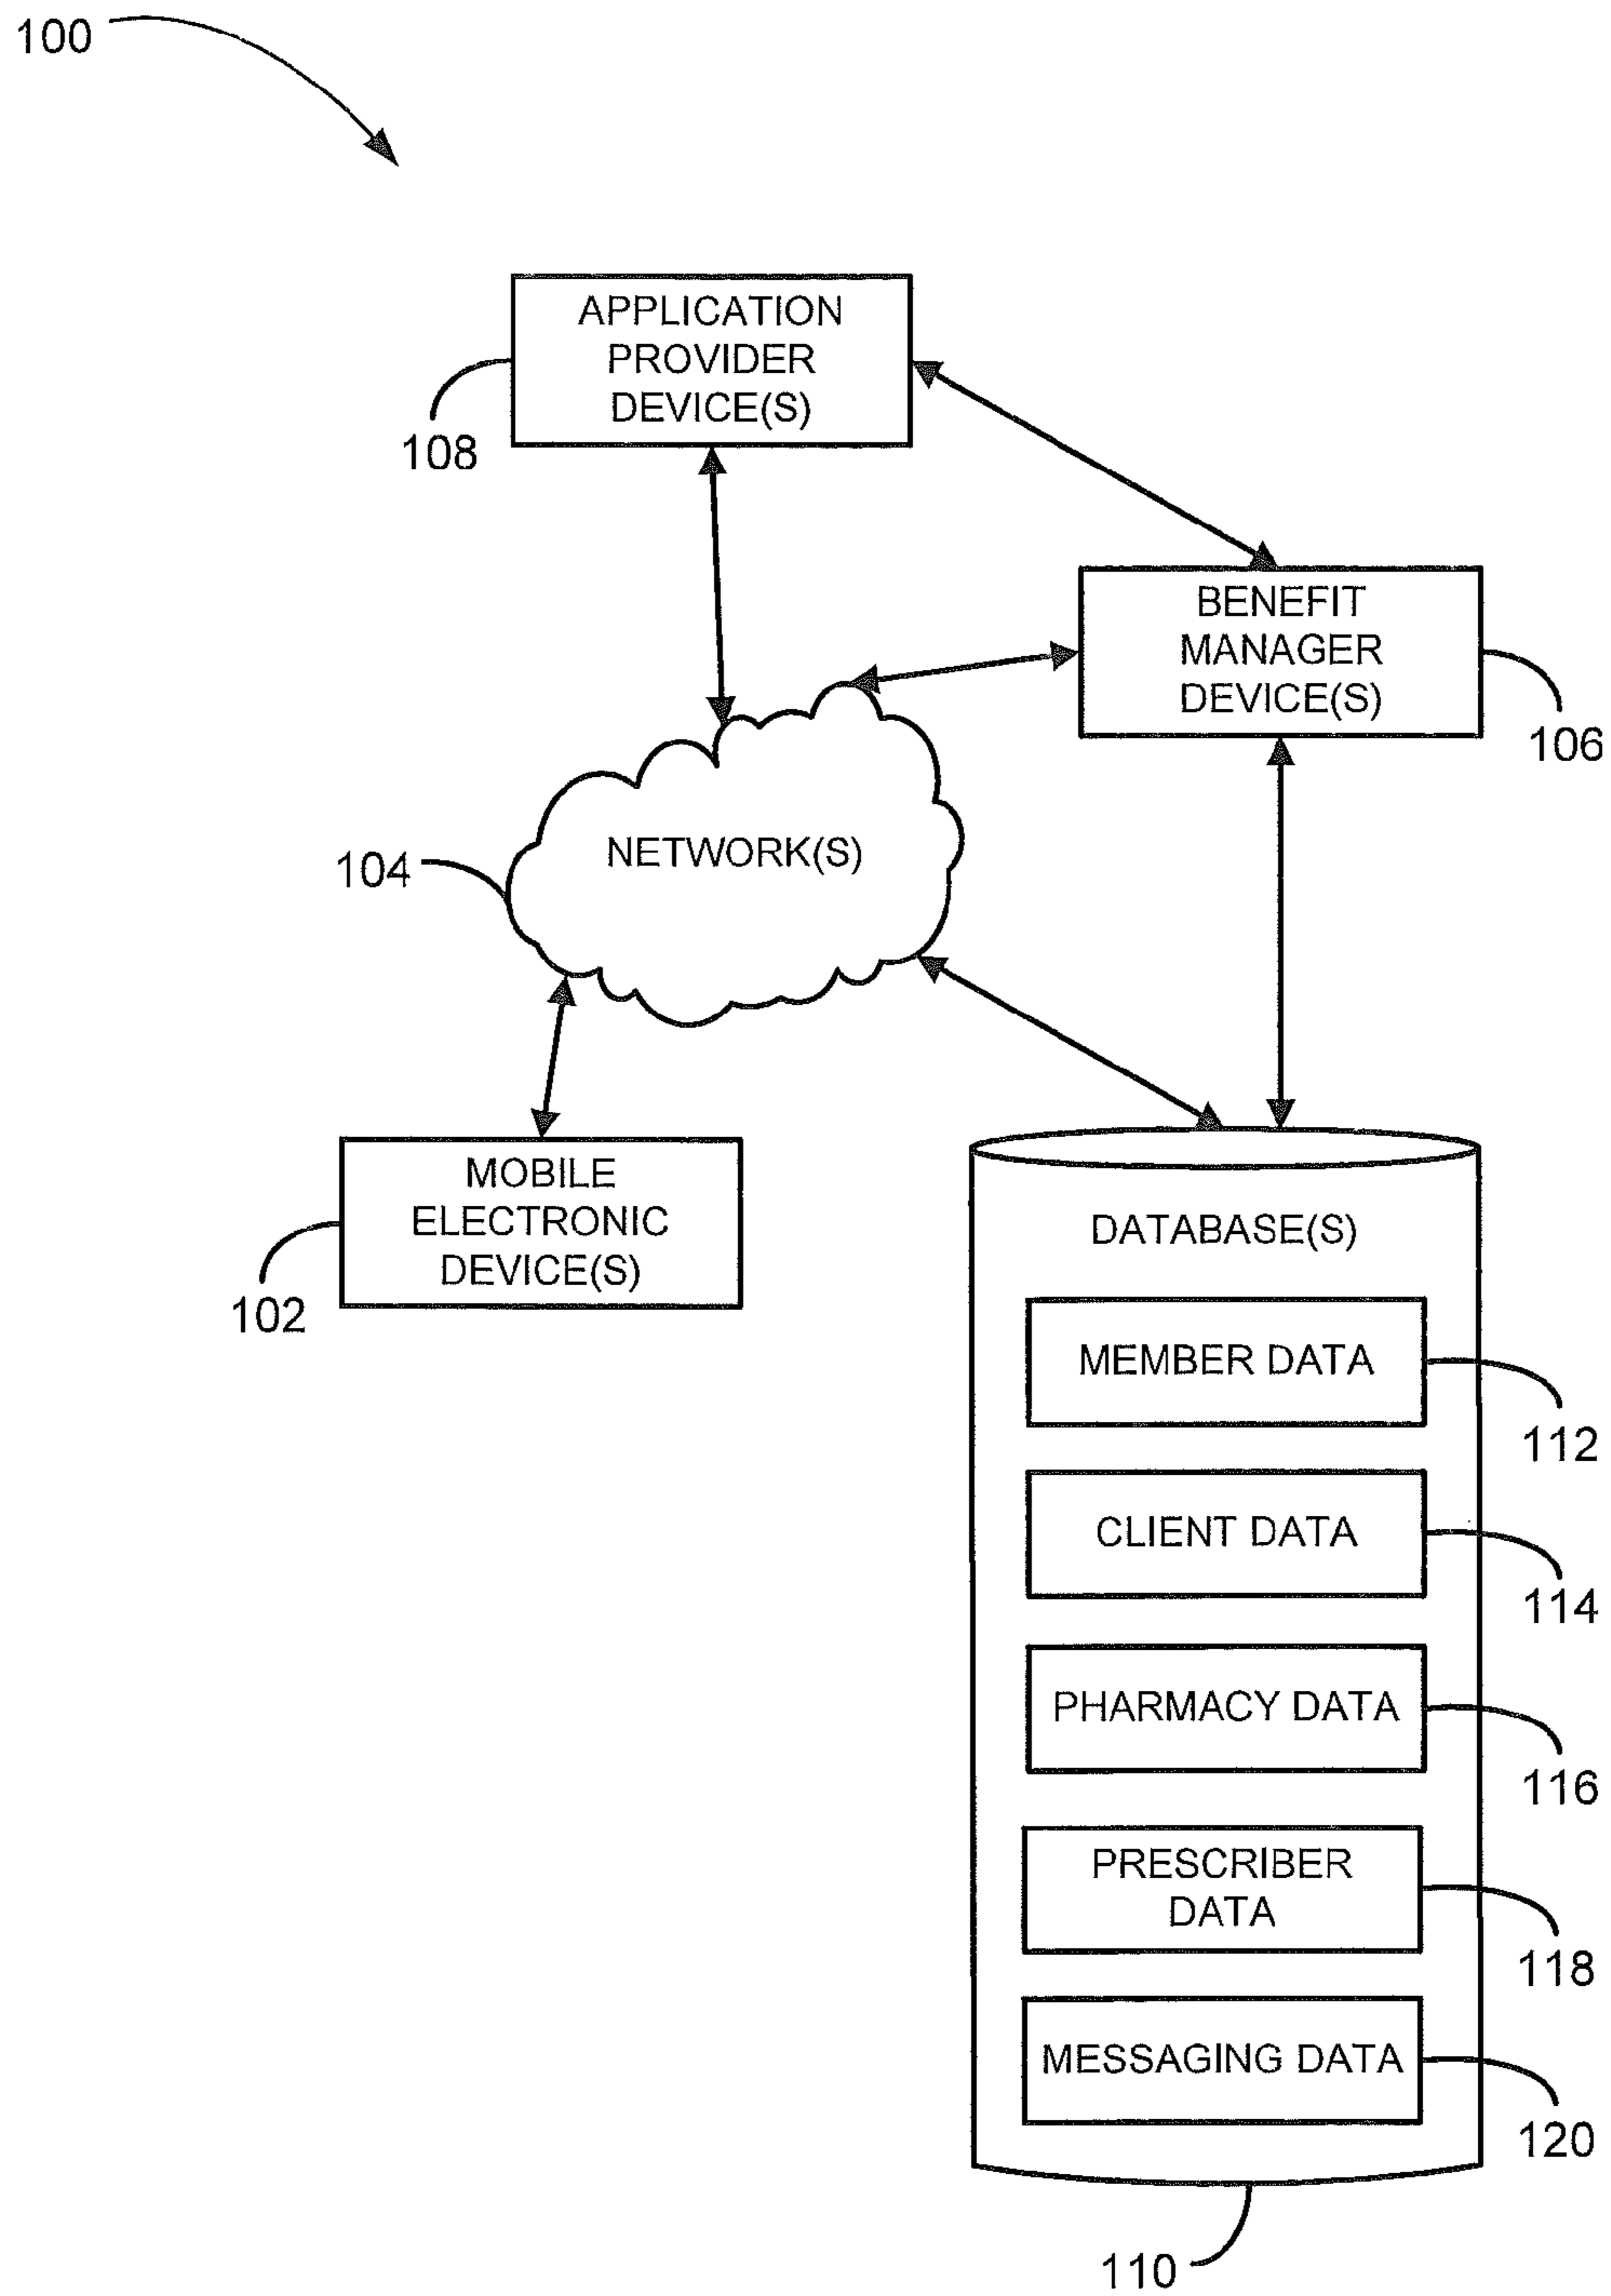 100
APPLICATION
PROVIDER
DEVICE(S)
108
BENEFIT
MANAGER
DEVICE(S)
106
NETWORK(S)
104
MOBILE
ELECTRONIC
DEVICE(S)
102
DATABASE(S)
MEMBER DATA
112
CLIENT DATA
114
PHARMACY DATA
116
PRESCRIBER
DATA
118
MESSAGING DATA
120
110